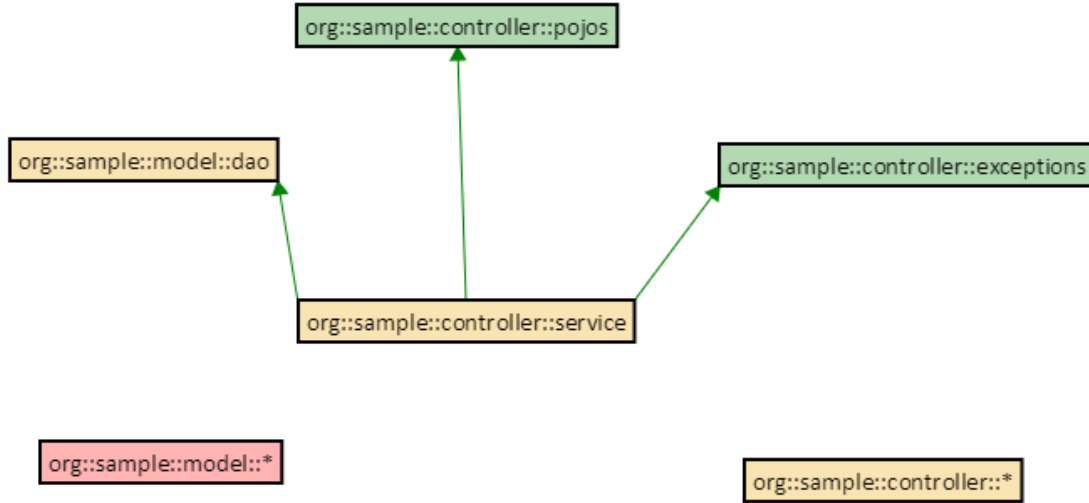 org::sample::controller::pojos
org::sample::model::dao
org::sample::controller::exceptions
org::sample::controller::service
org::sample::model::*
org::sample::controller::*